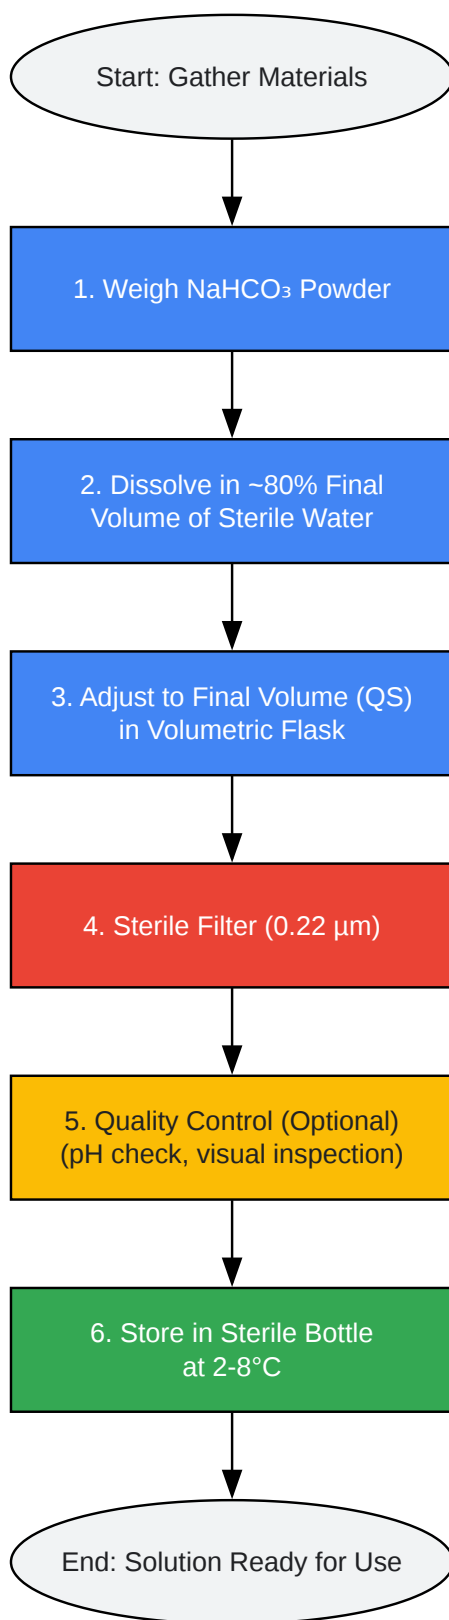 Start: Gather Materials
1. Weigh NaHCO₃ Powder
2. Dissolve in ~80% Final
Volume of Sterile Water
3. Adjust to Final Volume (QS)
in Volumetric Flask
4. Sterile Filter (0.22 µm)
5. Quality Control (Optional)
(pH check, visual inspection)
6. Store in Sterile Bottle
at 2-8°C
End: Solution Ready for Use